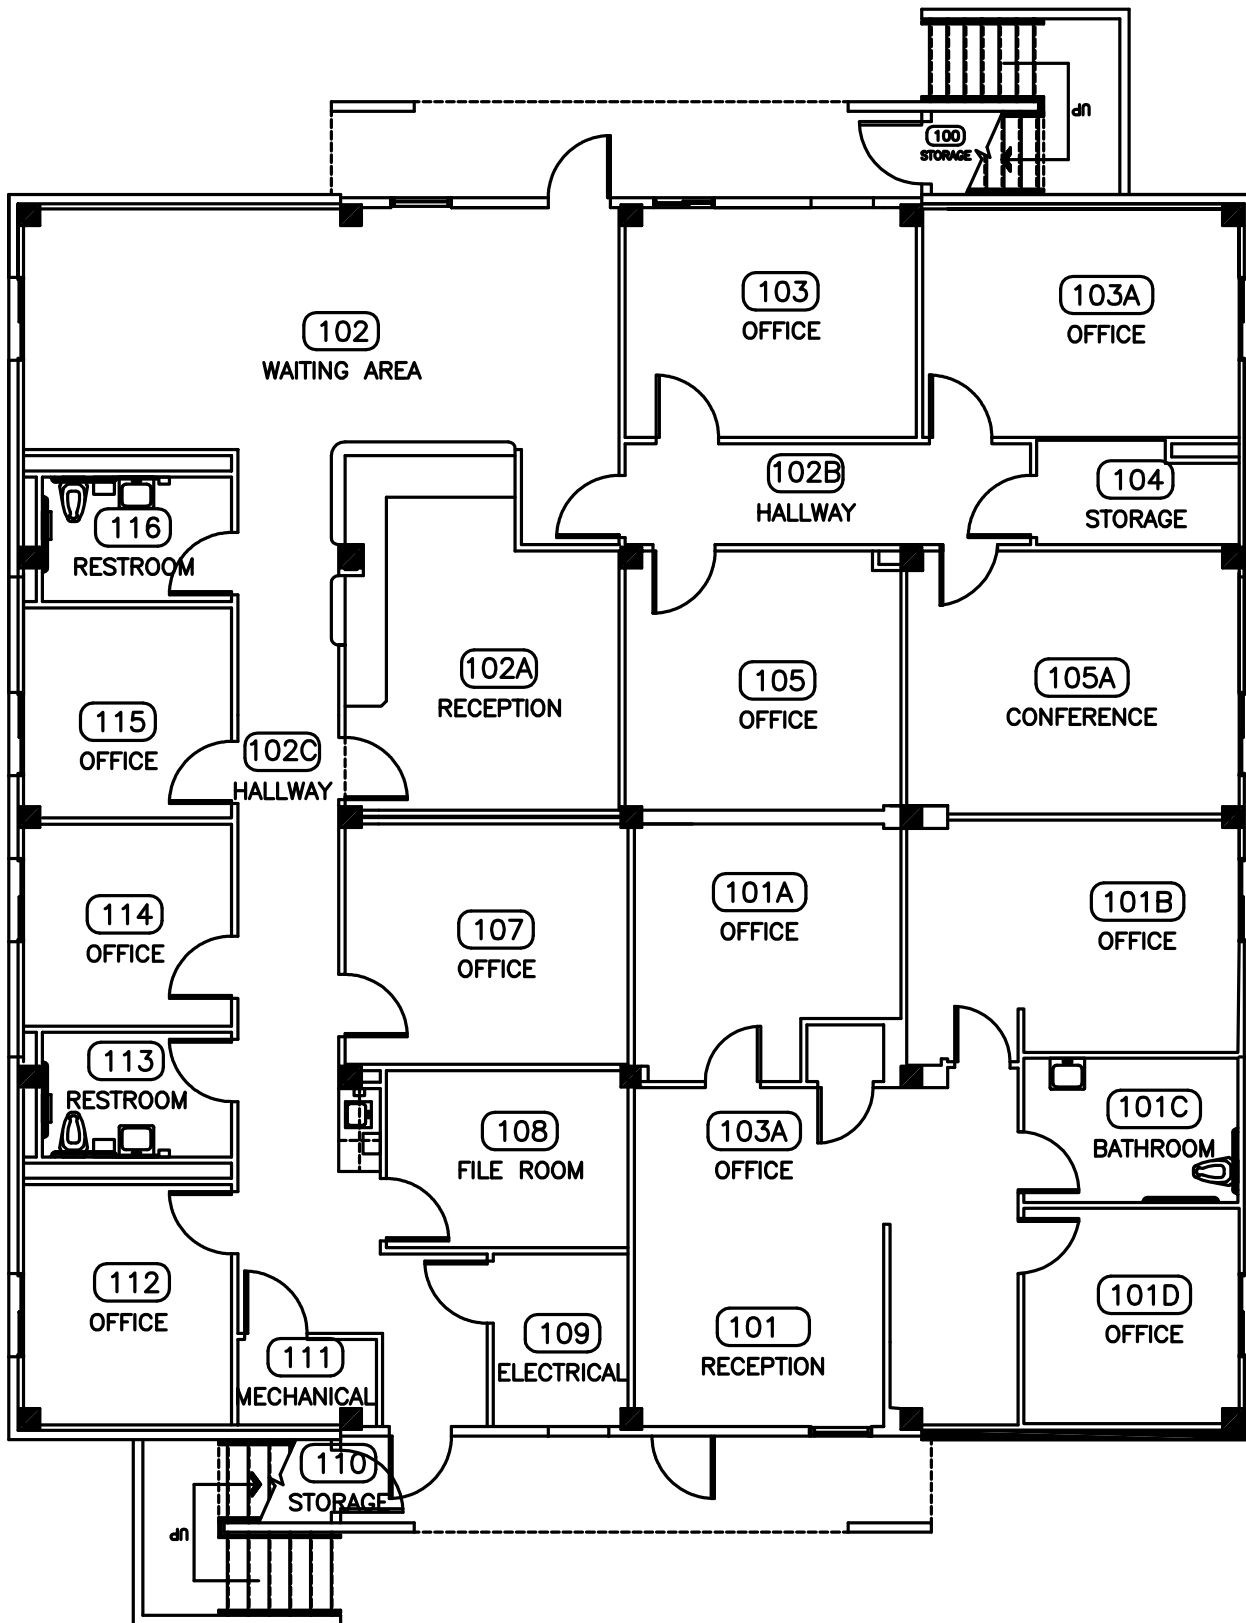 UP
100
STORAGE
103
OFFICE
103A
OFFICE
102
WAITING AREA
102B
HALLWAY
104
STORAGE
116
RESTROOM
102A
RECEPTION
105
OFFICE
105A
CONFERENCE
115
OFFICE
102C
HALLWAY
114
OFFICE
107
OFFICE
101A
OFFICE
101B
OFFICE
113
RESTROOM
108
FILE ROOM
103A
OFFICE
101C
BATHROOM
112
OFFICE
111
MECHANICAL
109
ELECTRICAL
101
RECEPTION
101D
OFFICE
110
STORAGE
UP